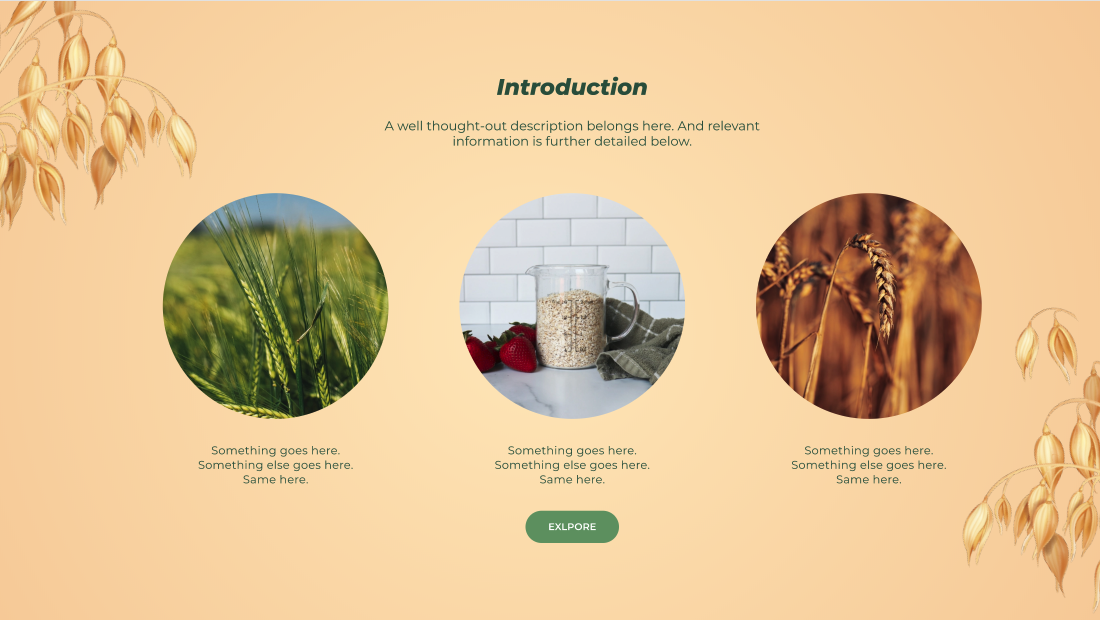 Introduction
A well thought-out description belongs here. And relevant
information is further detailed below.
Something goes here.
Something else goes here.
Same here.
Something goes here.
Something else goes here.
Same here.
Something goes here.
Something else goes here.
Same here.
EXLPORE